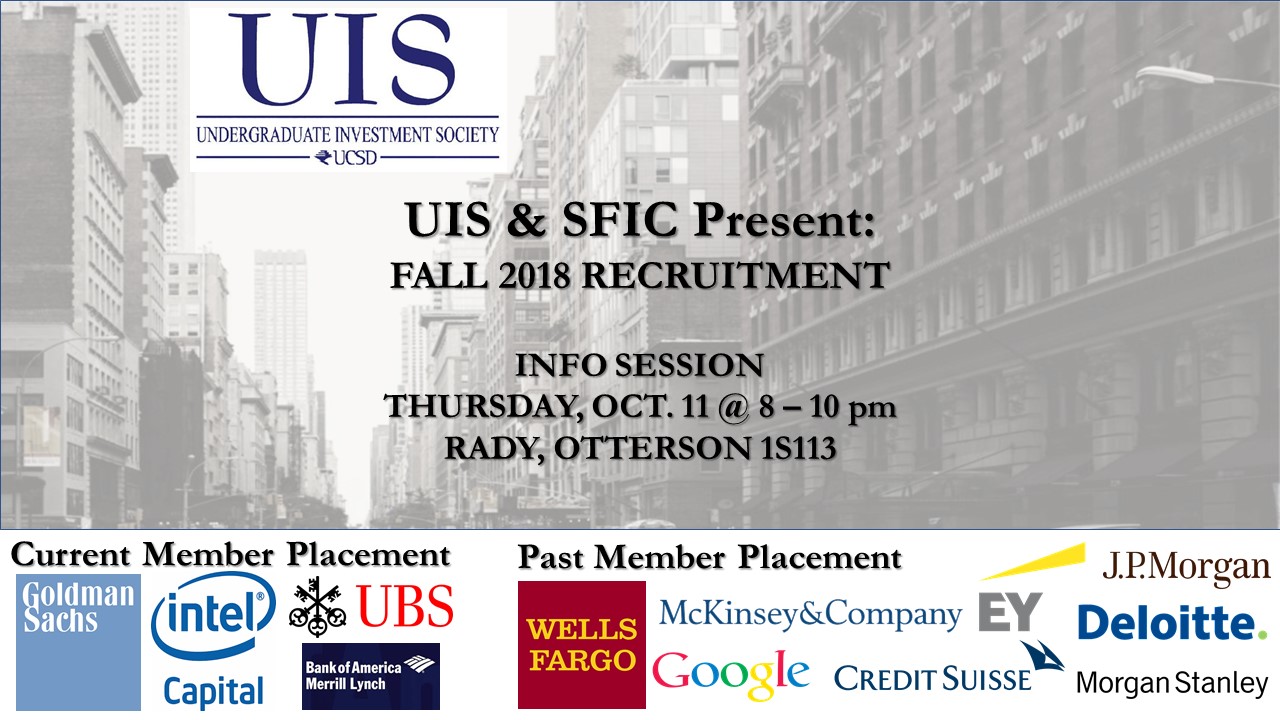 UIS
UNDERGRADUATE INVESTMENT SOCIETY
UCSD
UIS & SFIC Present:
FALL 2018 RECRUITMENT
INFO SESSION
THURSDAY, OCT. 11 @ 8 – 10 pm
RADY, OTTERSON 1S113
Current Member Placement
Goldman
Sachs
intel®
Capital
UBS
Bank of America
Merrill Lynch
Past Member Placement
WELLS
FARGO
McKinsey&Company
Google
EY
CREDIT SUISSE
J.P.Morgan
Deloitte.
Morgan Stanley